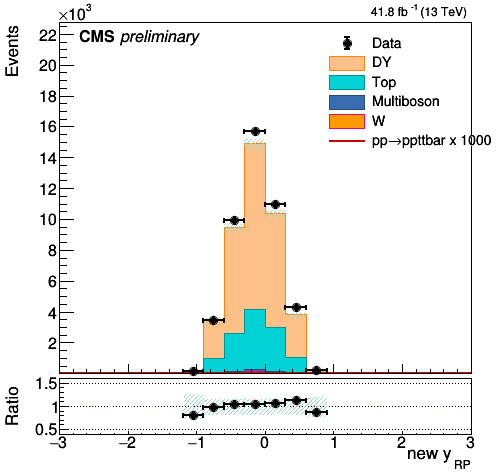 ×10³
41.8 fb⁻¹ (13 TeV)
CMS preliminary
Events
22
20
18
16
14
12
10
8
6
4
2
Data
DY
Top
Multiboson
W
pp→ppttbar x 1000
Ratio
1.5
1
0.5
−3 −2 −1 0 1 2 3
new y_RP